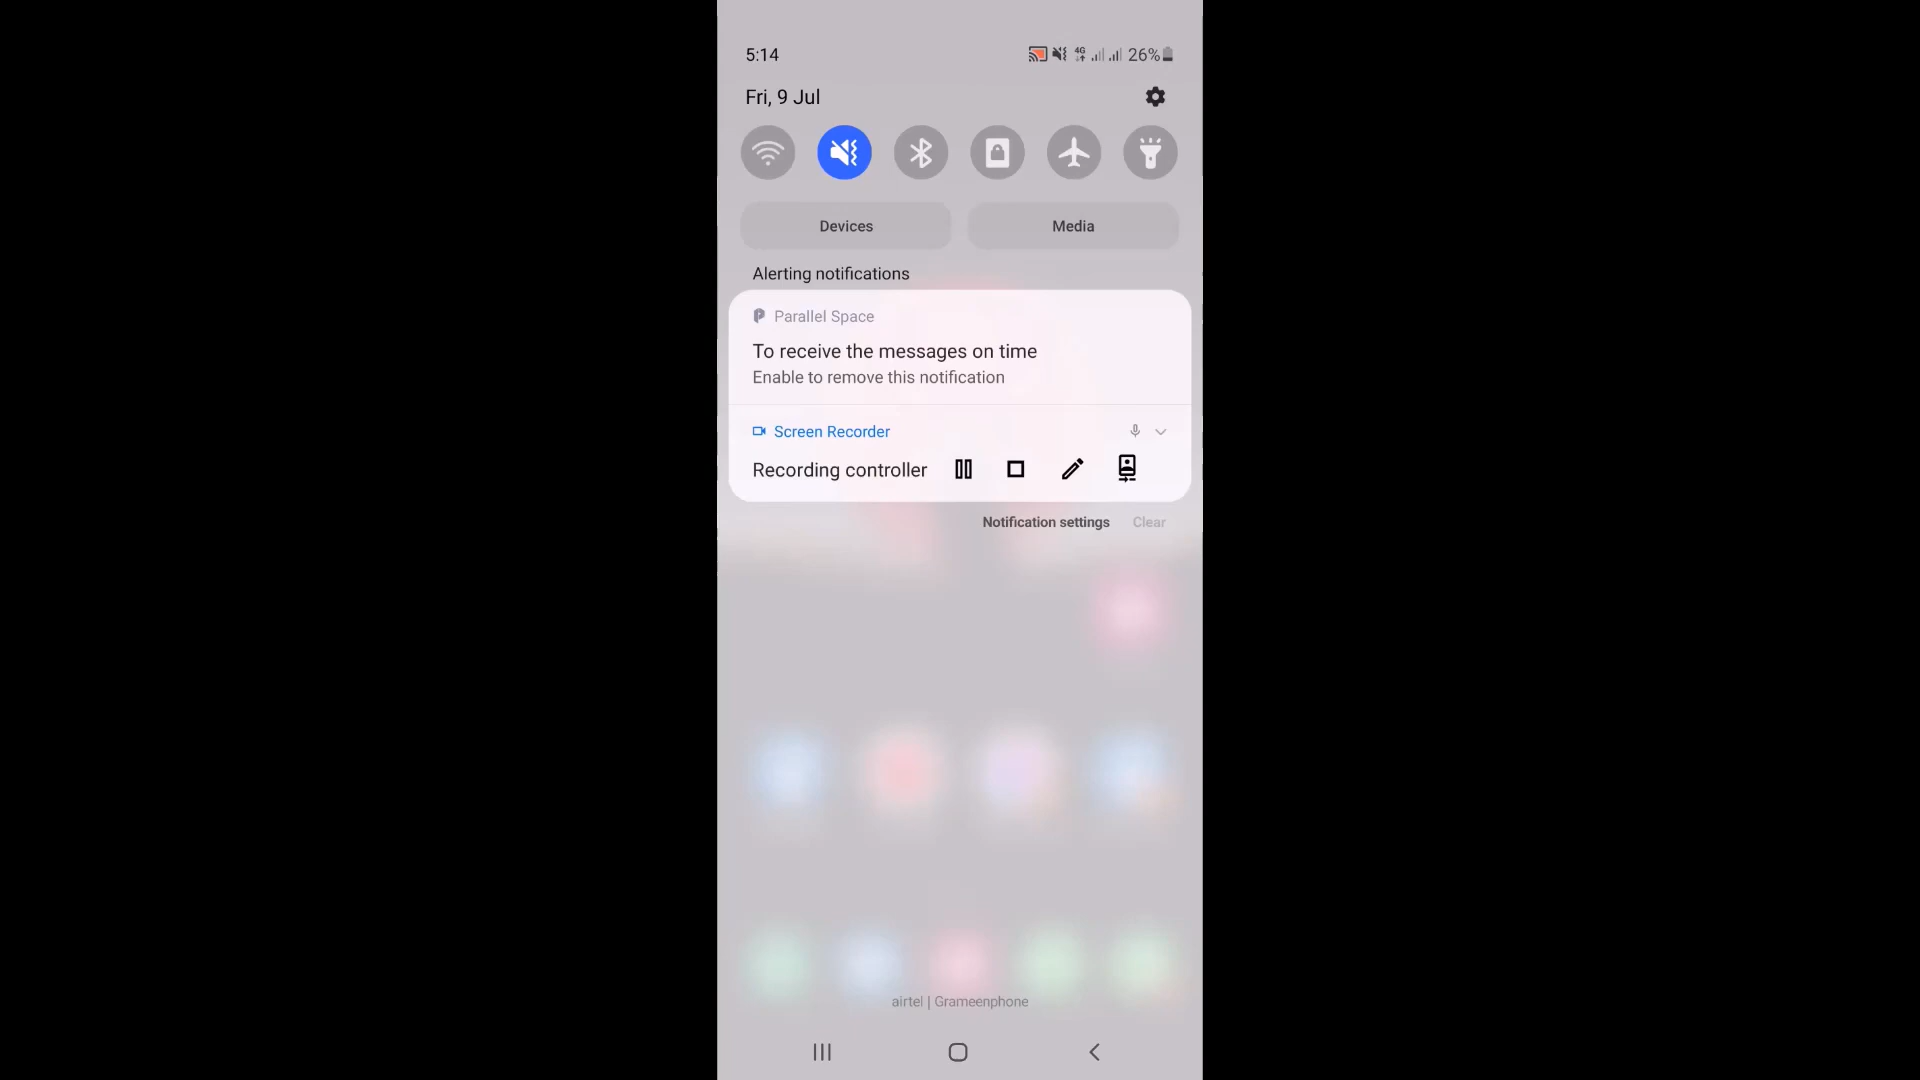 5:14
4G
26%
Fri, 9 Jul
Devices
Media
Alerting notifications
Parallel Space
To receive the messages on time
Enable to remove this notification
Screen Recorder
Recording controller
Notification settings
Clear
airtel | Grameenphone